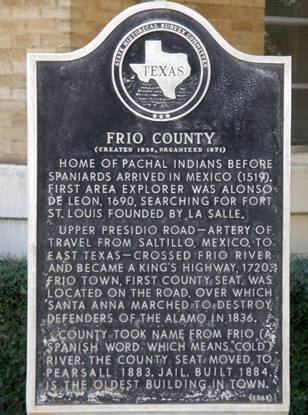 STATE HISTORICAL SURVEY COMMITTEE
TEXAS
FRIO COUNTY
(CREATED 1858, ORGANIZED 1871)
HOME OF PACHAL INDIANS BEFORE
SPANIARDS ARRIVED IN MEXICO (1519).
FIRST AREA EXPLORER WAS ALONSO
DE LEON, 1690, SEARCHING FOR FORT
ST. LOUIS FOUNDED BY LA SALLE.
UPPER PRESIDIO ROAD—ARTERY OF
TRAVEL FROM SALTILLO, MEXICO, TO
EAST TEXAS—CROSSED FRIO RIVER
AND BECAME A KING'S HIGHWAY, 1720.
FRIO TOWN, FIRST COUNTY SEAT, WAS
LOCATED ON THE ROAD, OVER WHICH
SANTA ANNA MARCHED TO DESTROY
DEFENDERS OF THE ALAMO IN 1836.
COUNTY TOOK NAME FROM FRIO (A
SPANISH WORD WHICH MEANS "COLD")
RIVER. THE COUNTY SEAT MOVED TO
PEARSALL 1883. JAIL, BUILT 1884,
IS THE OLDEST BUILDING IN TOWN.
(1968)